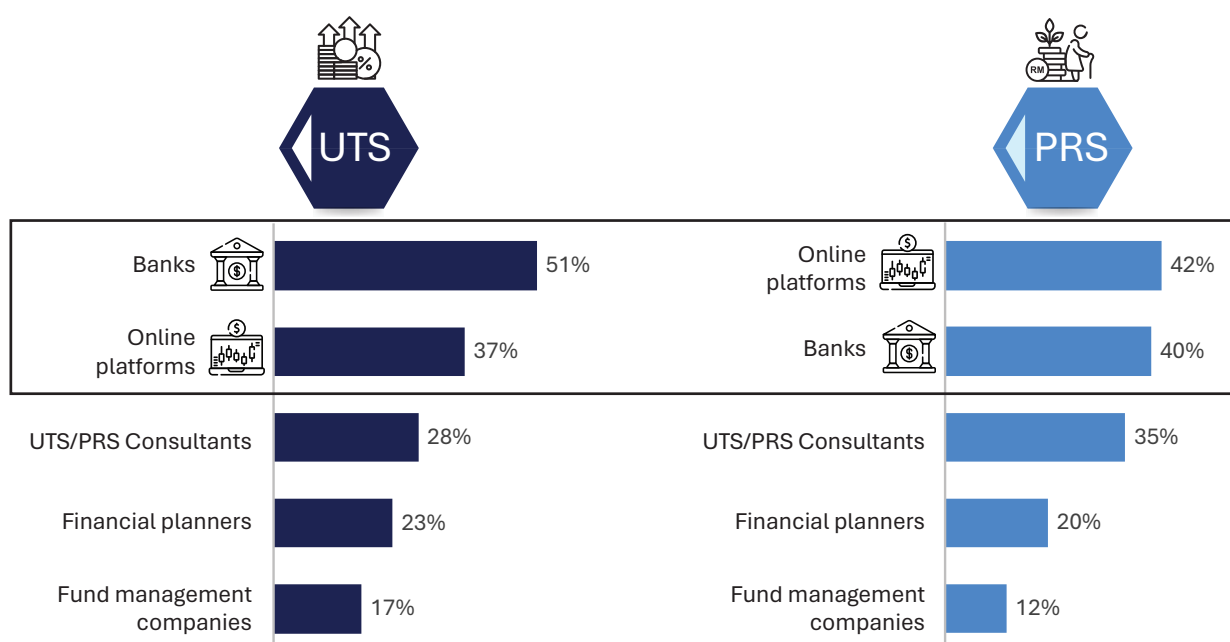 UTS
Banks
51%
Online
platforms
37%
UTS/PRS Consultants
28%
Financial planners
23%
Fund management
companies
17%
RM
PRS
Online
platforms
42%
Banks
40%
UTS/PRS Consultants
35%
Financial planners
20%
Fund management
companies
12%